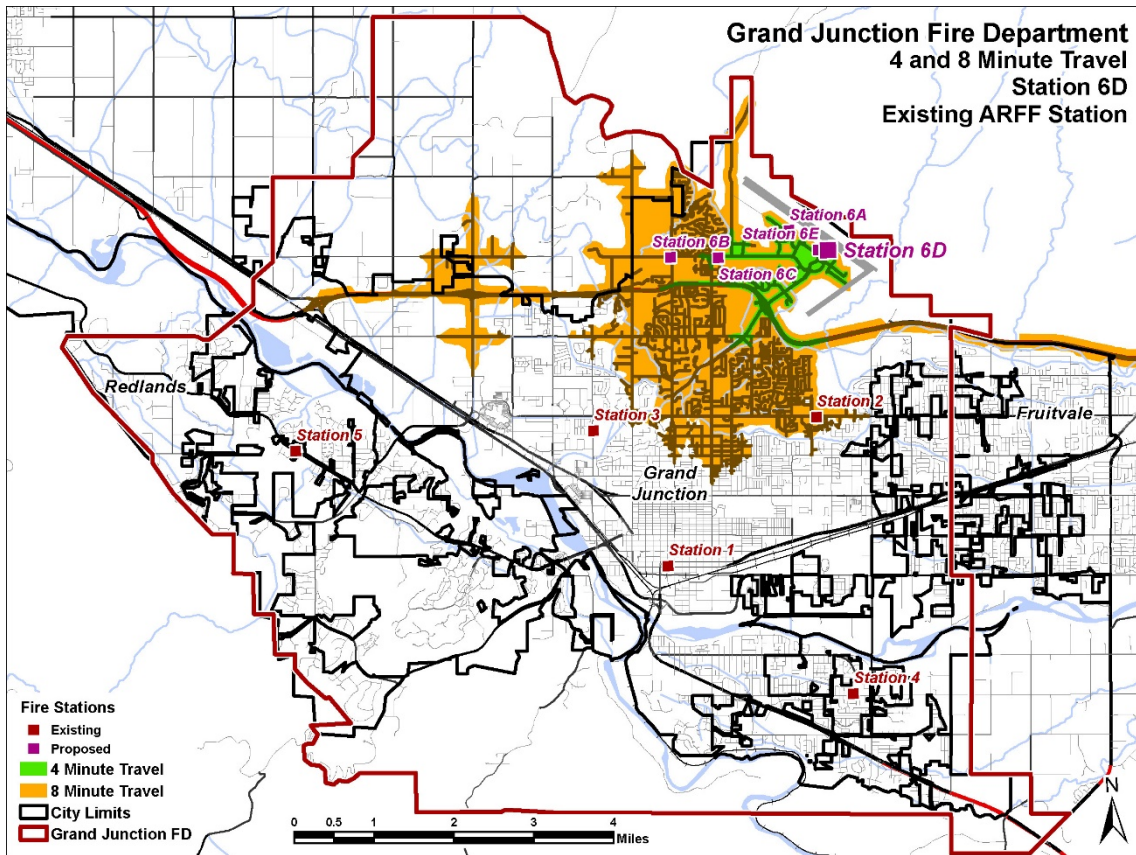 Grand Junction Fire Department
4 and 8 Minute Travel
Station 6D
Existing ARFF Station
Station 6A
Station 6E
Station 6B
Station 6D
Station 6C
Redlands
Station 2
Fruitvale
Station 3
Station 5
Grand
Junction
Station 1
Station 4
Fire Stations
Existing
Proposed
4 Minute Travel
8 Minute Travel
City Limits
Grand Junction FD
0 0.5 1 2 3 4
Miles
N